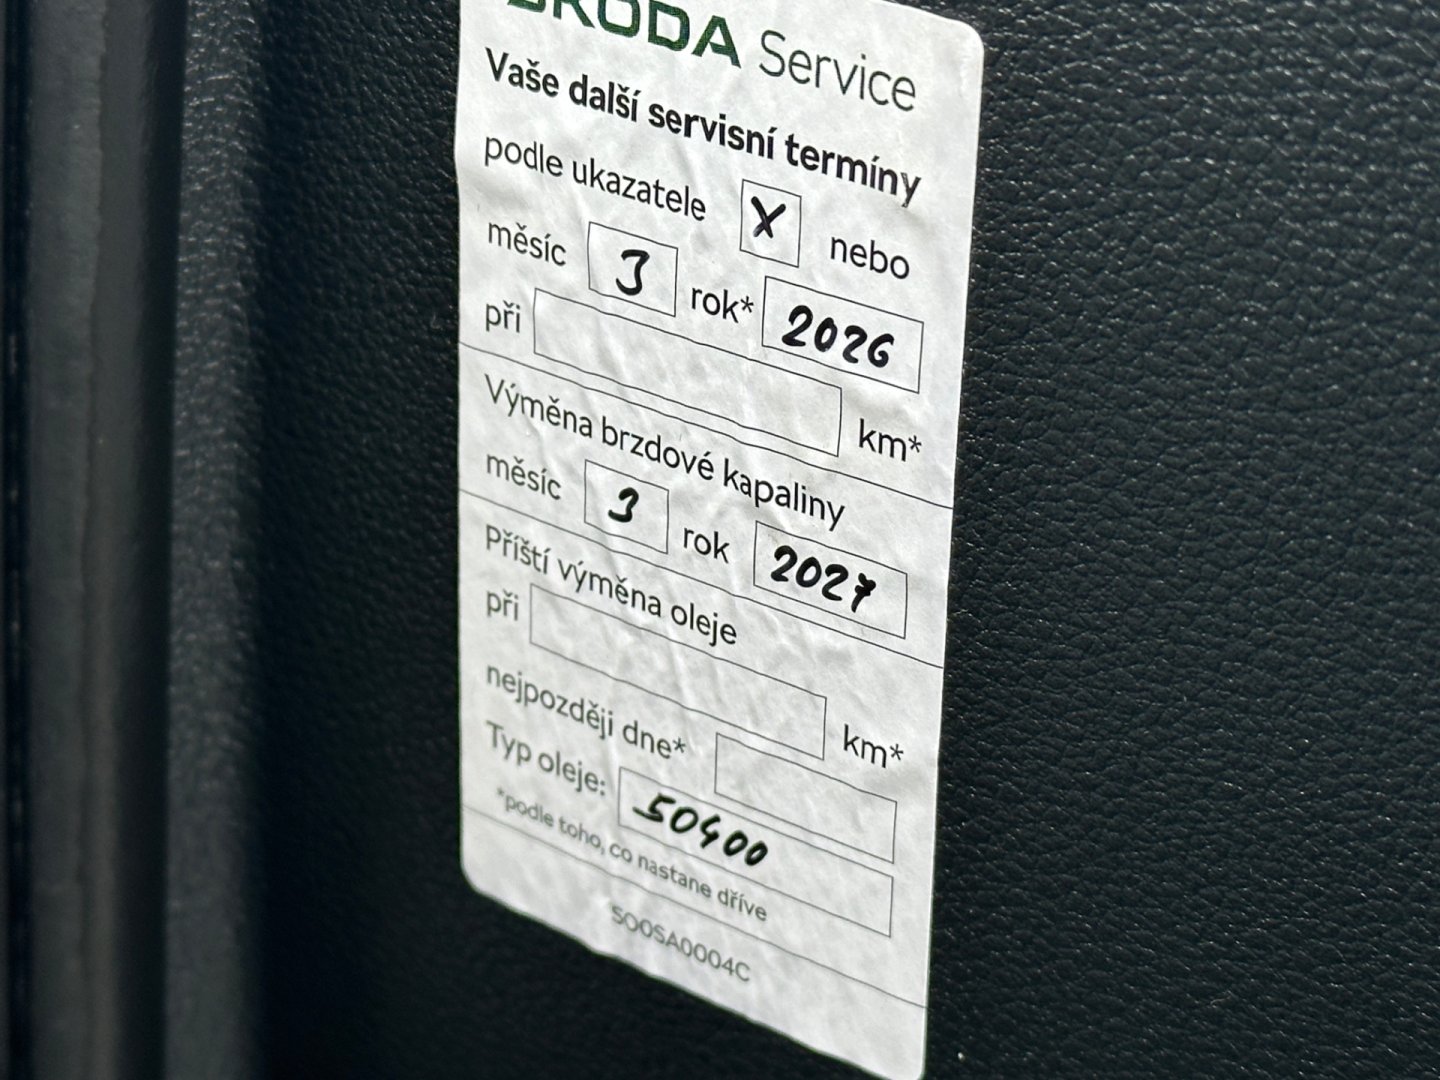 ŠKODA Service
Vaše další servisní termíny
podle ukazatele X nebo
měsíc 3 rok* 2026
při km*
Výměna brzdové kapaliny
měsíc 3 rok 2027
Příští výměna oleje
při km*
nejpozději dne*
Typ oleje: 50400
*podle toho, co nastane dříve
S00SA0004C